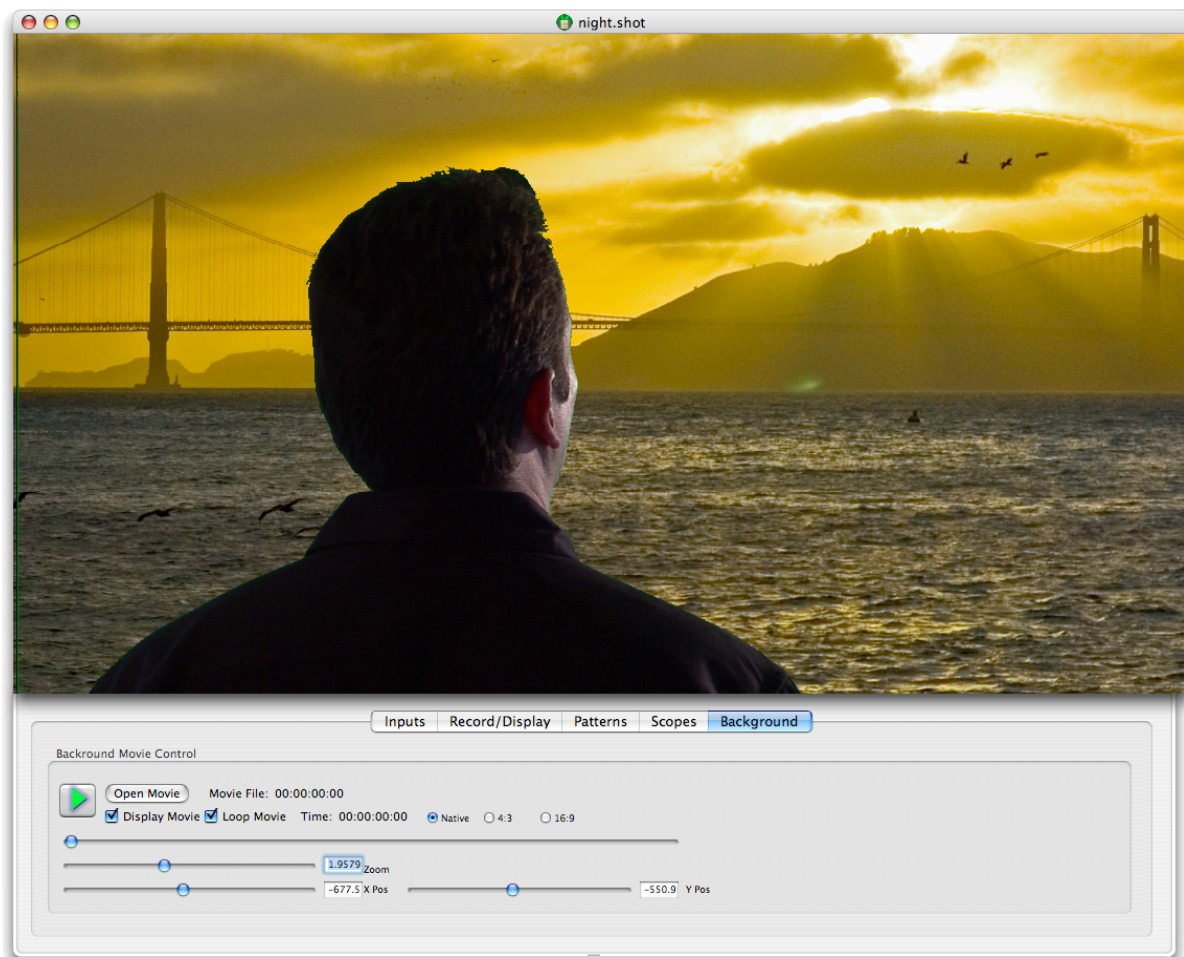 night.shot
Inputs Record/Display Patterns Scopes Background
Backround Movie Control
Open Movie Movie File: 00:00:00:00
Display Movie Loop Movie Time: 00:00:00:00 Native 4:3 16:9
1.9579 Zoom
-677.5 X Pos -550.9 Y Pos